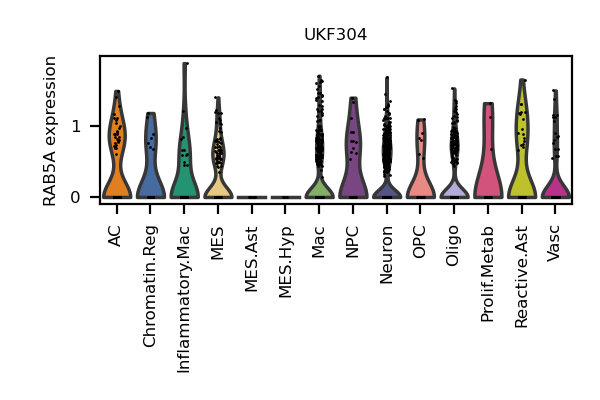 UKF304
RAB5A expression
1
0
AC
Chromatin.Reg
Inflammatory.Mac
MES
MES.Ast
MES.Hyp
Mac
NPC
Neuron
OPC
Oligo
Prolif.Metab
Reactive.Ast
Vasc